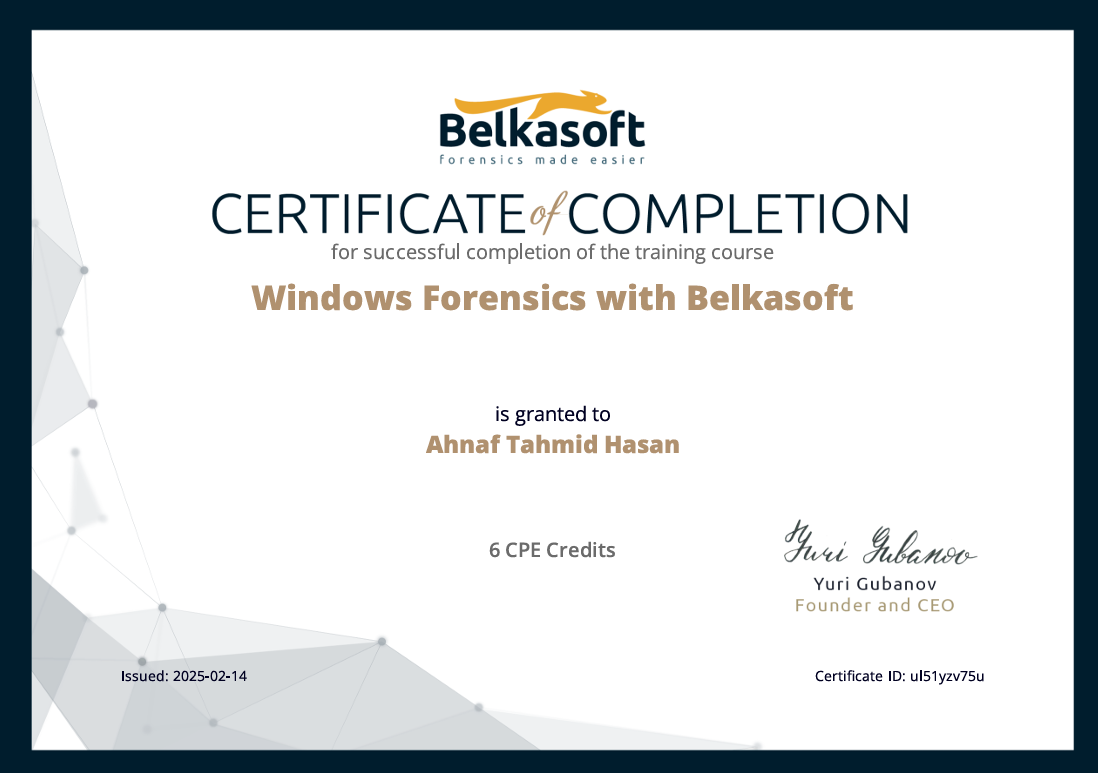 Belkasoft
forensics made easier
CERTIFICATE of COMPLETION
for successful completion of the training course
Windows Forensics with Belkasoft
is granted to
Ahnaf Tahmid Hasan
6 CPE Credits
Yuri Gubanov
Yuri Gubanov
Founder and CEO
Issued: 2025-02-14
Certificate ID: ul51yzv75u